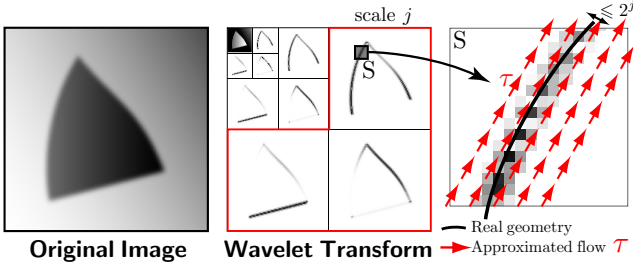 scale j
S
S
τ
⩽ 2^j
Real geometry
Approximated flow τ
Original Image
Wavelet Transform